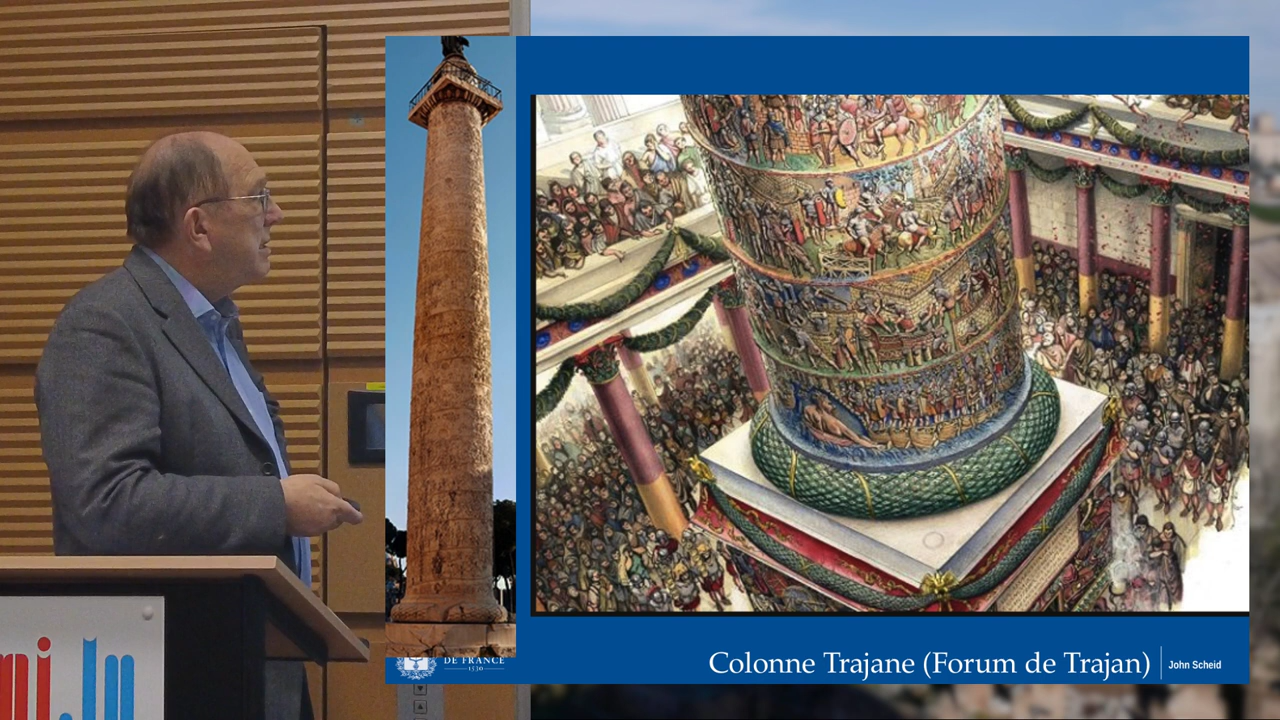 DE FRANCE
1530
Colonne Trajane (Forum de Trajan)
John Scheid
ni.lu